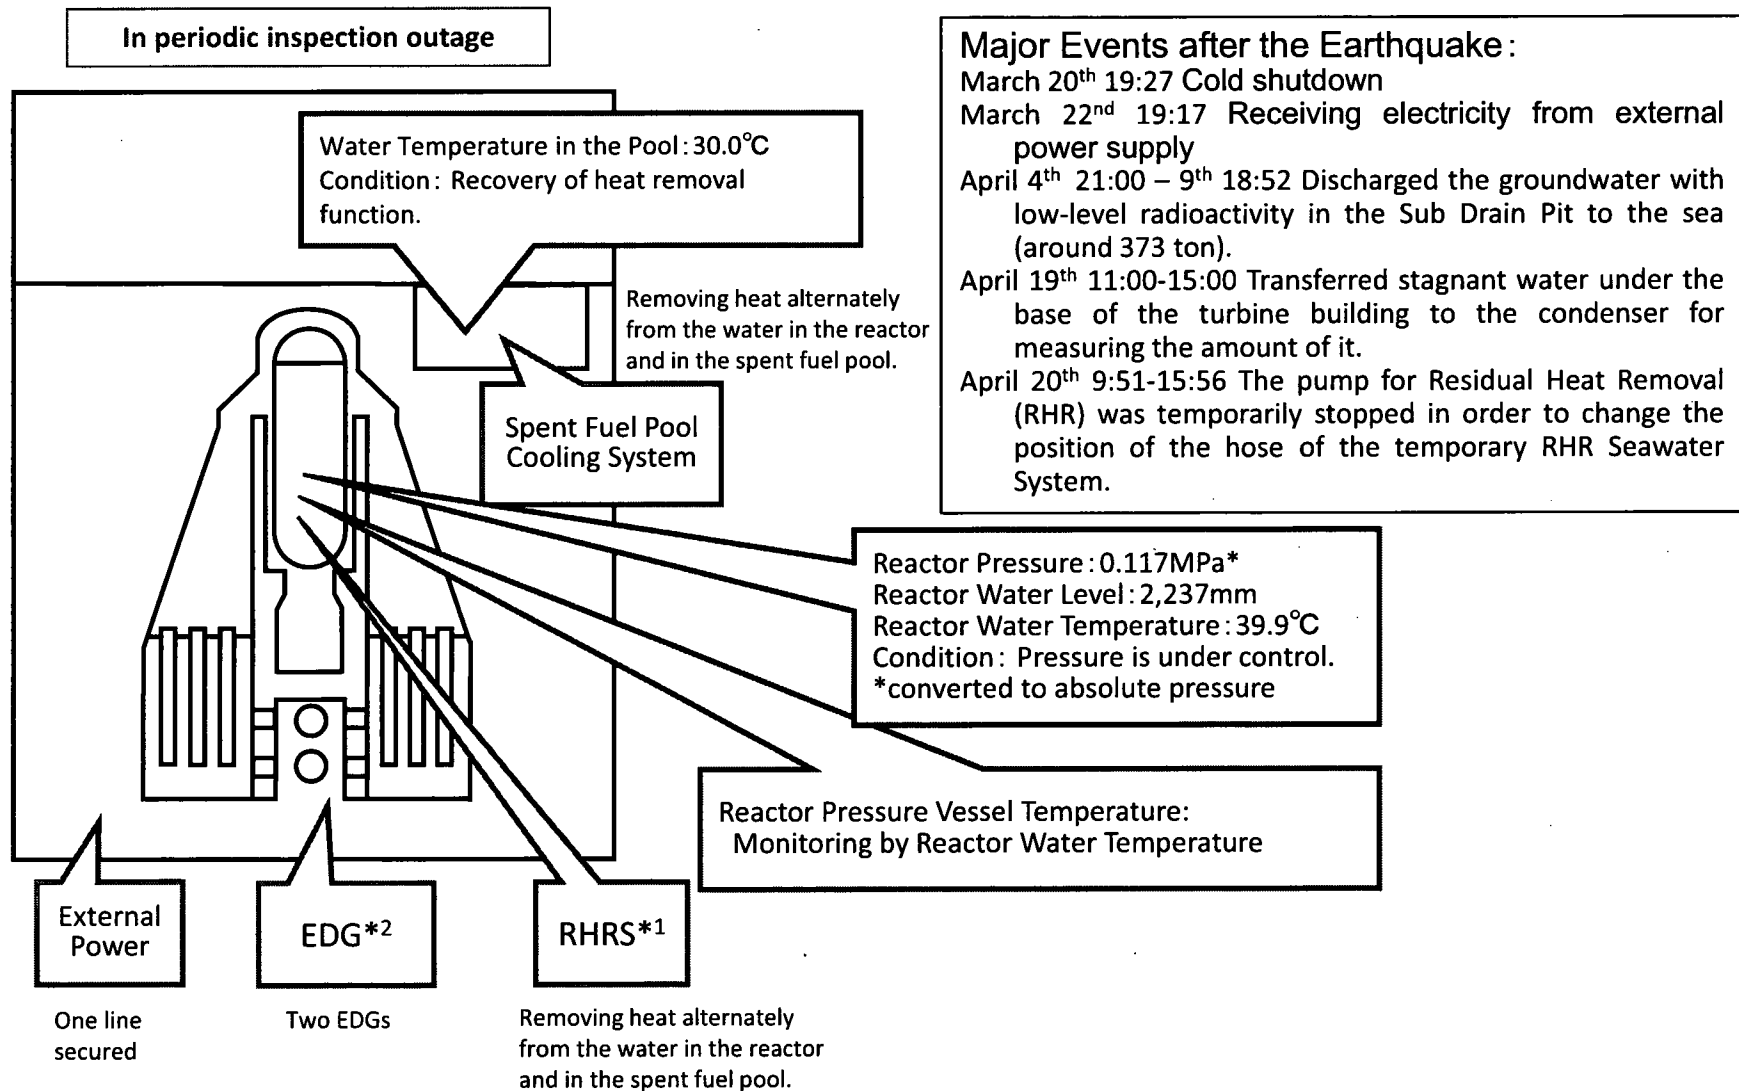 In periodic inspection outage
Water Temperature in the Pool : 30.0℃
Condition : Recovery of heat removal
function.
Removing heat alternately
from the water in the reactor
and in the spent fuel pool.
Spent Fuel Pool
Cooling System
Major Events after the Earthquake :
March 20th 19:27 Cold shutdown
March 22nd 19:17 Receiving electricity from external
power supply
April 4th 21:00 – 9th 18:52 Discharged the groundwater with
low-level radioactivity in the Sub Drain Pit to the sea
(around 373 ton).
April 19th 11:00-15:00 Transferred stagnant water under the
base of the turbine building to the condenser for
measuring the amount of it.
April 20th 9:51-15:56 The pump for Residual Heat Removal
(RHR) was temporarily stopped in order to change the
position of the hose of the temporary RHR Seawater
System.
Reactor Pressure : 0.117MPa*
Reactor Water Level : 2,237mm
Reactor Water Temperature : 39.9℃
Condition : Pressure is under control.
*converted to absolute pressure
Reactor Pressure Vessel Temperature:
Monitoring by Reactor Water Temperature
External
Power
EDG*2
RHRS*1
One line
secured
Two EDGs
Removing heat alternately
from the water in the reactor
and in the spent fuel pool.